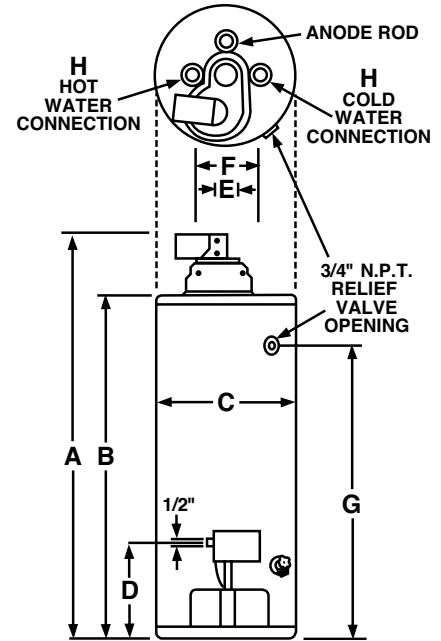 ANODE ROD
H
HOT
WATER
CONNECTION
H
COLD
WATER
CONNECTION
F
E
3/4" N.P.T.
RELIEF
VALVE
OPENING
C
A
B
G
1/2"
D